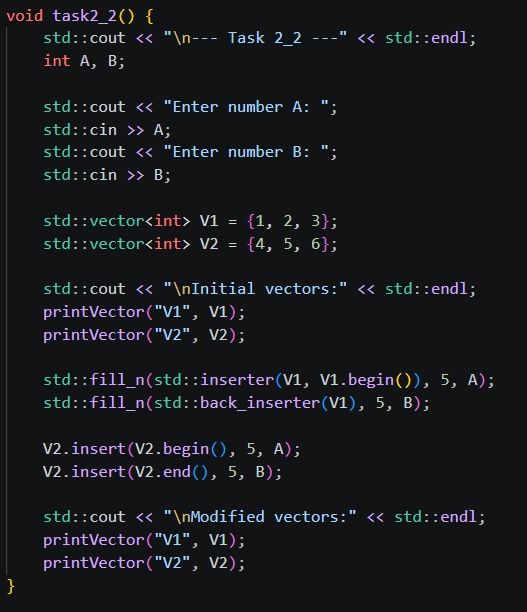 void task2_2() {
    std::cout << "\n--- Task 2_2 ---" << std::endl;
    int A, B;

    std::cout << "Enter number A: ";
    std::cin >> A;
    std::cout << "Enter number B: ";
    std::cin >> B;

    std::vector<int> V1 = {1, 2, 3};
    std::vector<int> V2 = {4, 5, 6};

    std::cout << "\nInitial vectors:" << std::endl;
    printVector("V1", V1);
    printVector("V2", V2);

    std::fill_n(std::inserter(V1, V1.begin()), 5, A);
    std::fill_n(std::back_inserter(V1), 5, B);

    V2.insert(V2.begin(), 5, A);
    V2.insert(V2.end(), 5, B);

    std::cout << "\nModified vectors:" << std::endl;
    printVector("V1", V1);
    printVector("V2", V2);
}